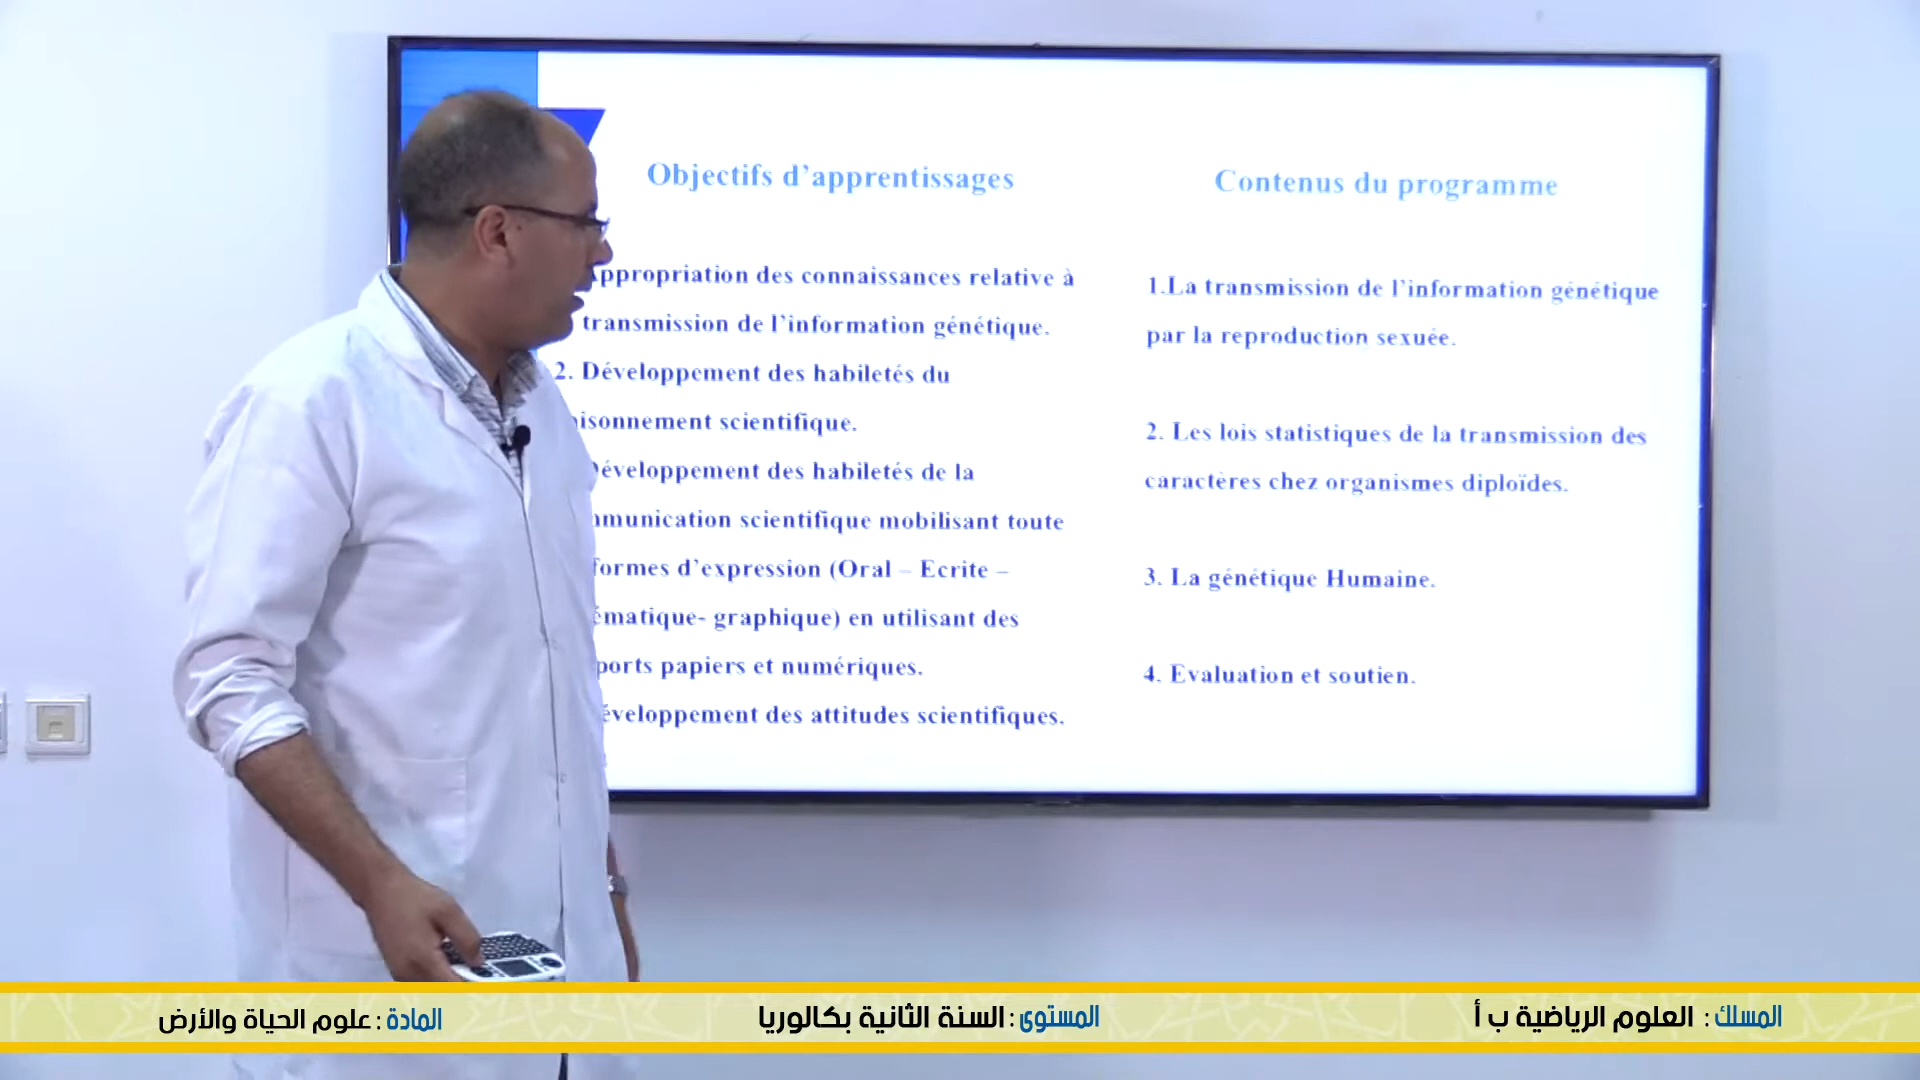 Objectifs d'apprentissages
ppropriation des connaissances relative à
transmission de l'information génétique.
2. Développement des habiletés du
isonnement scientifique.
éveloppement des habiletés de la
mmunication scientifique mobilisant toute
formes d'expression (Oral – Ecrite –
ématique- graphique) en utilisant des
ports papiers et numériques.
éveloppement des attitudes scientifiques.
Contenus du programme
1.La transmission de l'information génétique
par la reproduction sexuée.
2. Les lois statistiques de la transmission des
caractères chez organismes diploïdes.
3. La génétique Humaine.
4. Evaluation et soutien.
المسلك : العلوم الرياضية ب أ
المستوى : السنة الثانية بكالوريا
المادة : علوم الحياة والأرض